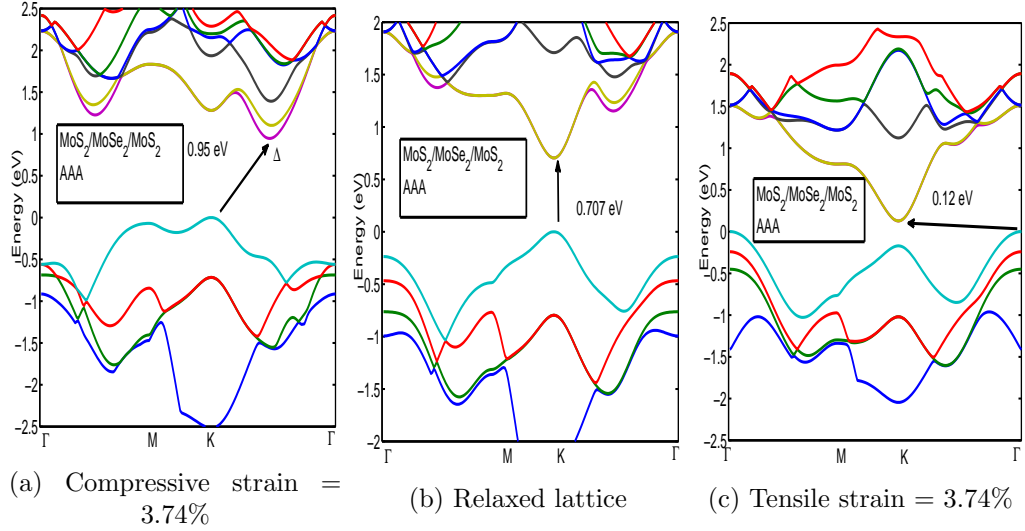 2.5
2
1.5
1
0.5
0
−0.5
−1
−1.5
−2
−2.5
Energy (eV)
MoS2/MoSe2/MoS2
AAA
0.95 eV
Δ
Γ M K Γ
(a) Compressive strain =
3.74%
2
1.5
1
0.5
0
−0.5
−1
−1.5
−2
Energy (eV)
MoS2/MoSe2/MoS2
AAA
0.707 eV
Γ M K Γ
(b) Relaxed lattice
2.5
2
1.5
1
0.5
0
−0.5
−1
−1.5
−2
−2.5
Energy (eV)
MoS2/MoSe2/MoS2
AAA
0.12 eV
Γ M K Γ
(c) Tensile strain = 3.74%